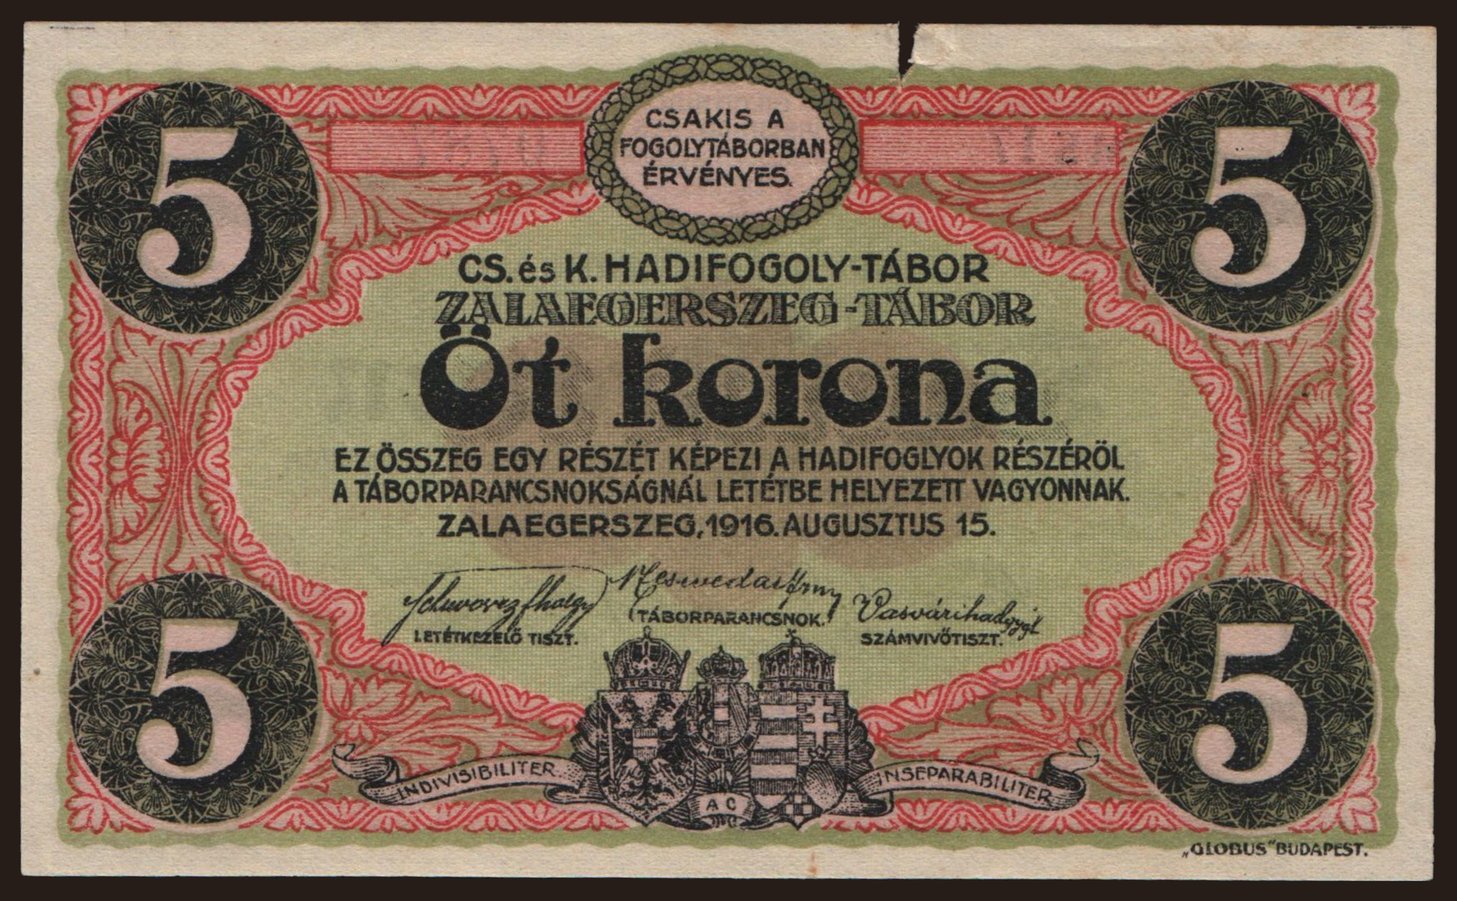 5
5
CSAKIS A
FOGOLYTÁBORBAN
ÉRVÉNYES.
CS. és K. HADIFOGOLY-TÁBOR
ZALAEGERSZEG-TÁBOR
Öt korona
EZ ÖSSZEG EGY RÉSZÉT KÉPEZI A HADIFOGLYOK RÉSZÉRÖL
A TÁBORPARANCSNOKSÁGNÁL LETÉTBE HELYEZETT VAGYONNAK.
ZALAEGERSZEG, 1916. AUGUSZTUS 15.
TÁBORPARANCSNOK.
Vasvári
LETÉTKEZELŐ TISZT.
SZÁMVIVŐTISZT.
5
5
INDIVISIBILITER
AC
INSEPARABILITER
„GLOBUS" BUDAPEST.